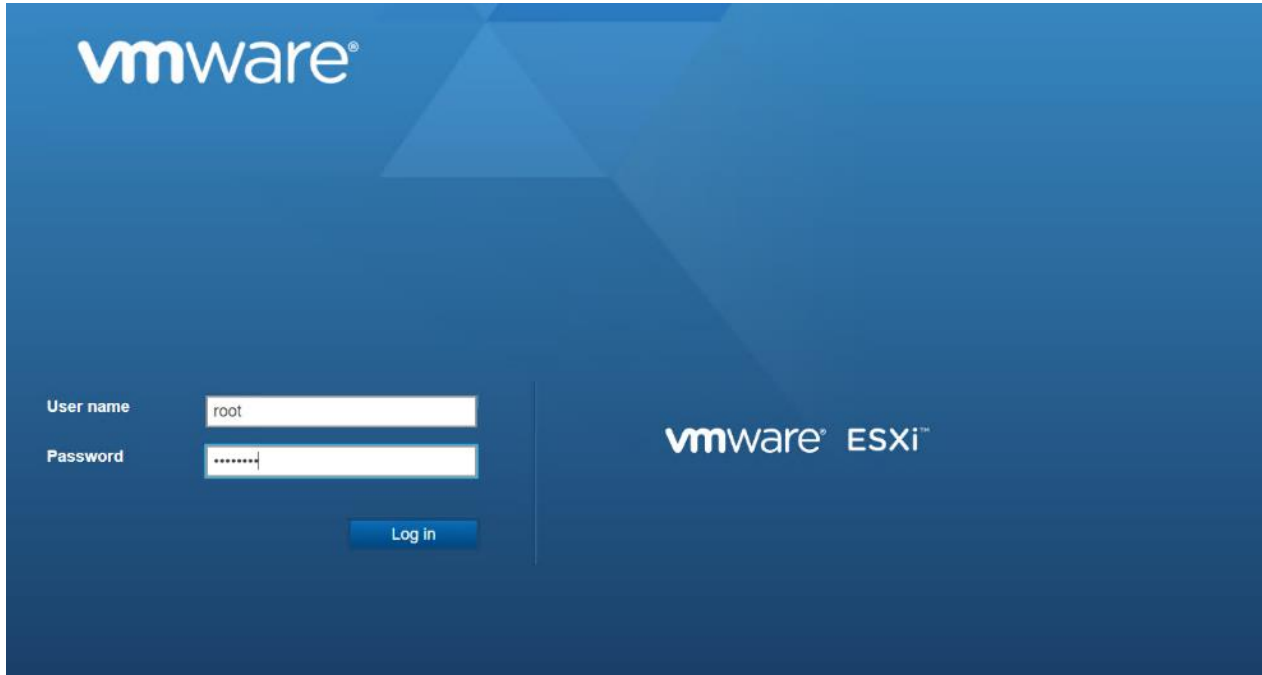 vmware®
User name
root
Password
••••••••
Log in
vmware® ESXi™